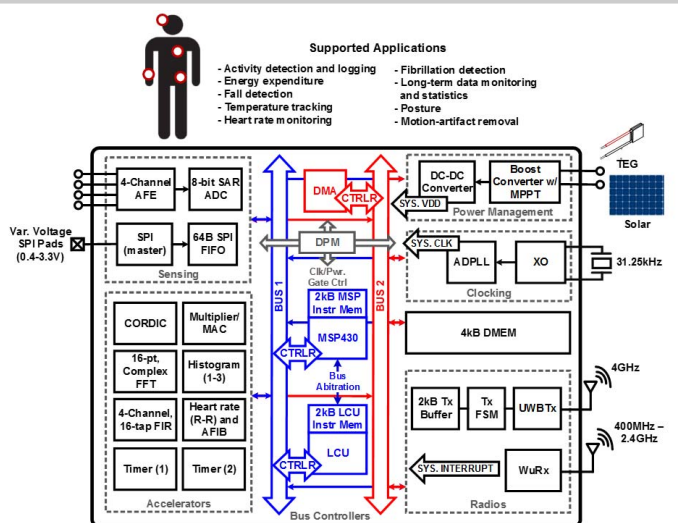 Supported Applications
- Activity detection and logging
- Energy expenditure
- Fall detection
- Temperature tracking
- Heart rate monitoring
- Fibrillation detection
- Long-term data monitoring
and statistics
- Posture
- Motion-artifact removal
4-Channel
AFE
8-bit SAR
ADC
SPI
(master)
64B SPI
FIFO
Sensing
Var. Voltage
SPI Pads
(0.4-3.3V)
CORDIC
Multiplier/
MAC
16-pt,
Complex
FFT
Histogram
(1-3)
4-Channel,
16-tap FIR
Heart rate
(R-R) and
AFIB
Timer (1)
Timer (2)
Accelerators
BUS 1
BUS 2
DMA
CTRLR
DPM
Clk/Pwr.
Gate Ctrl
2kB MSP
Instr Mem
MSP430
CTRLR
Bus
Abitration
2kB LCU
Instr Mem
LCU
CTRLR
Bus Controllers
DC-DC
Converter
Boost
Converter w/
MPPT
SYS. VDD
Power Management
TEG
Solar
SYS. CLK
ADPLL
XO
Clocking
31.25kHz
4kB DMEM
2kB Tx
Buffer
Tx
FSM
UWB Tx
4GHz
SYS. INTERRUPT
WuRx
Radios
400MHz –
2.4GHz